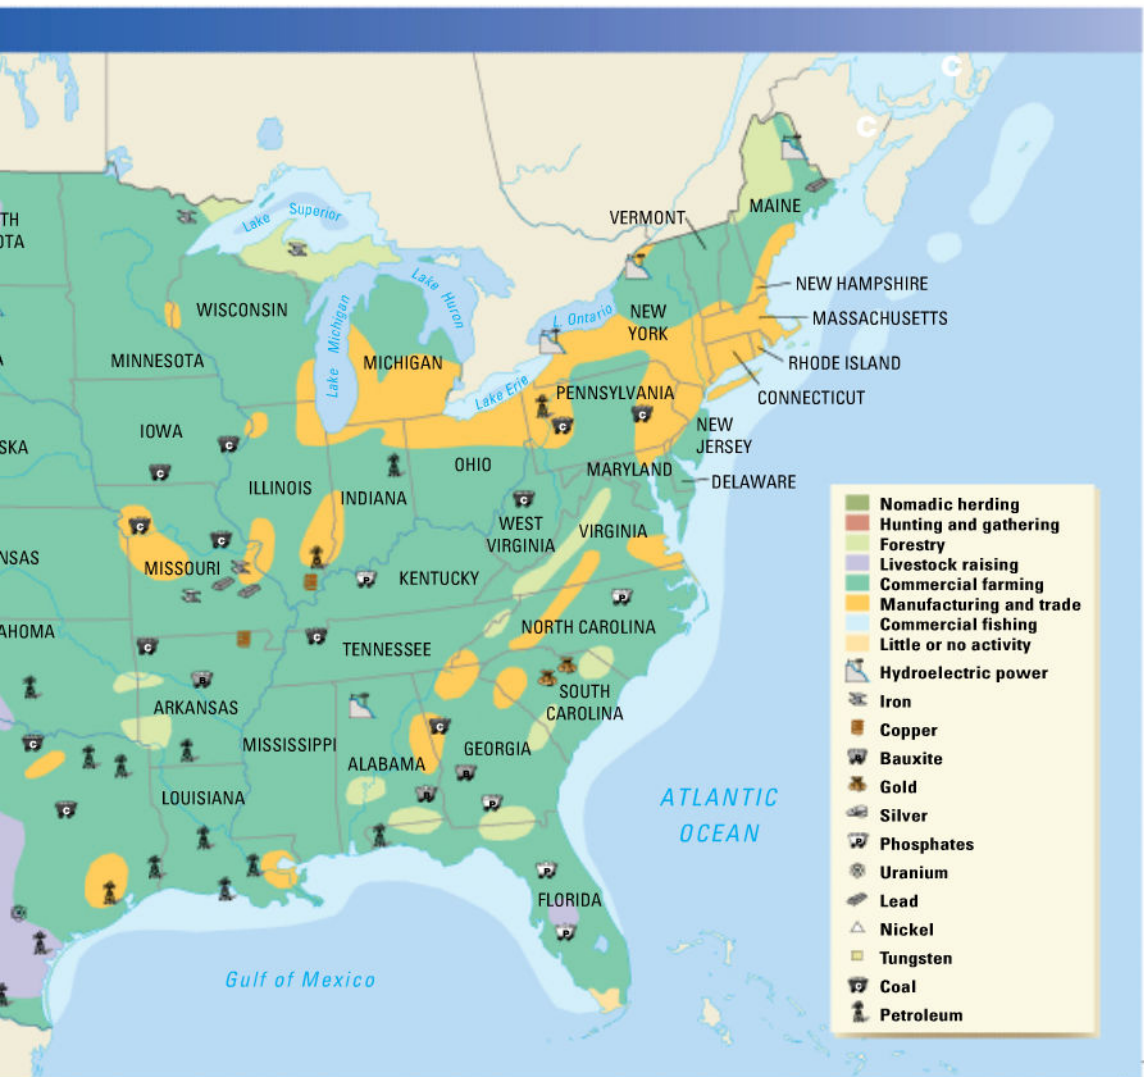 C
C
MAINE
VERMONT
TH
OTA
Lake Superior
Lake Huron
NEW HAMPSHIRE
WISCONSIN
MASSACHUSETTS
L. Ontario
NEW
YORK
Lake Michigan
MINNESOTA
MICHIGAN
RHODE ISLAND
Lake Erie
PENNSYLVANIA
CONNECTICUT
C
C
IOWA
NEW
JERSEY
SKA
C
C
OHIO
MARYLAND
DELAWARE
ILLINOIS
INDIANA
C
C
WEST
VIRGINIA
VIRGINIA
C
NSAS
MISSOURI
KENTUCKY
P
P
AHOMA
C
C
TENNESSEE
NORTH CAROLINA
B
ARKANSAS
SOUTH
CAROLINA
C
C
MISSISSIPPI
ALABAMA
GEORGIA
B
B
P
C
LOUISIANA
ATLANTIC
OCEAN
P
FLORIDA
P
Gulf of Mexico
Nomadic herding
Hunting and gathering
Forestry
Livestock raising
Commercial farming
Manufacturing and trade
Commercial fishing
Little or no activity
Hydroelectric power
Iron
Copper
B Bauxite
Gold
Silver
P Phosphates
Uranium
Lead
Nickel
Tungsten
C Coal
Petroleum